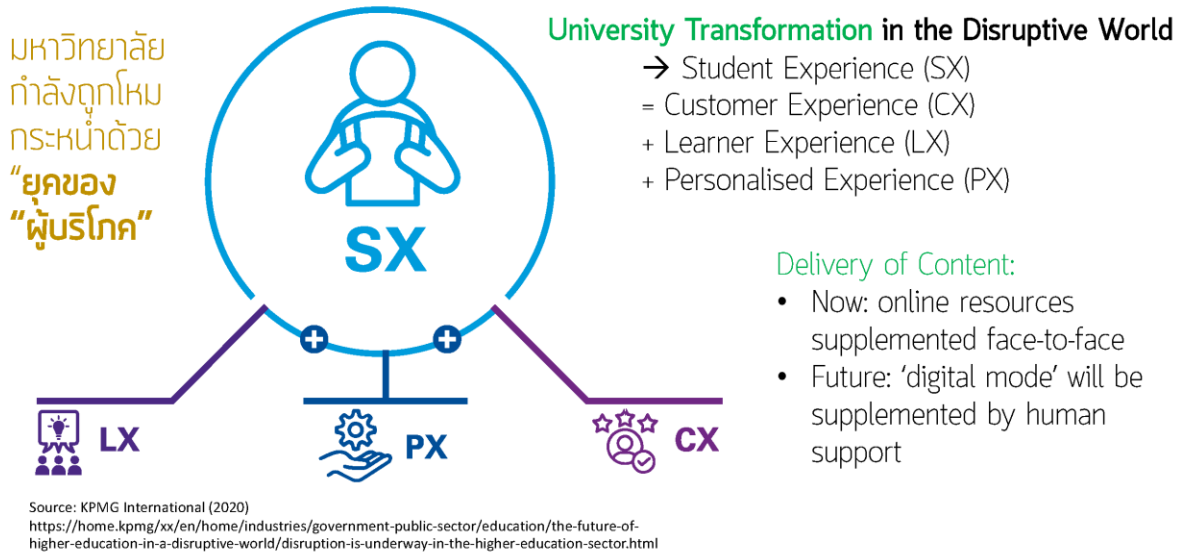 มหาวิทยาลัย
กำลังถูกโหม
กระหน่ำด้วย
“ยุคของ
“ผู้บริโภค”
SX
LX
PX
CX
University Transformation in the Disruptive World
→ Student Experience (SX)
= Customer Experience (CX)
+ Learner Experience (LX)
+ Personalised Experience (PX)
Delivery of Content:
• Now: online resources
supplemented face-to-face
• Future: ‘digital mode’ will be
supplemented by human
support
Source: KPMG International (2020)
https://home.kpmg/xx/en/home/industries/government-public-sector/education/the-future-of-
higher-education-in-a-disruptive-world/disruption-is-underway-in-the-higher-education-sector.html